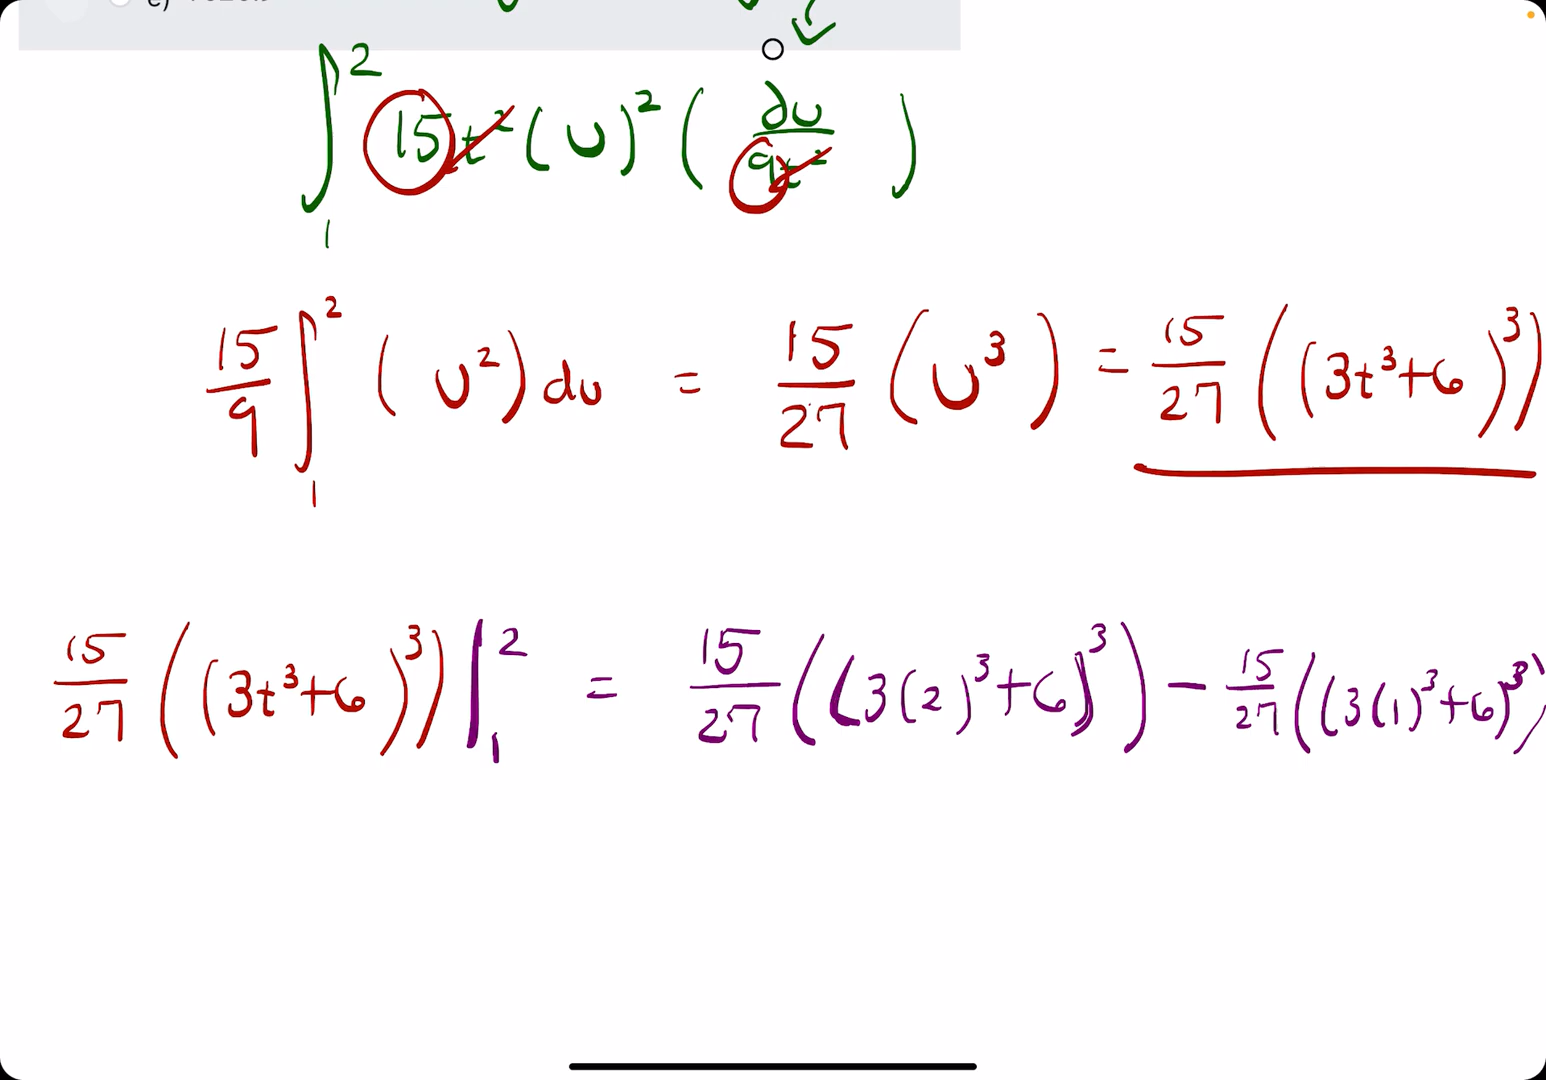 e)
∫₁² 15t² (u)² (du/9t²)
15/9 ∫₁² (u²) du = 15/27 (u³) = 15/27 ((3t³+6)³)
15/27 ((3t³+6)³) |₁² = 15/27 ((3(2)³+6)³) - 15/27 ((3(1)³+6)³)